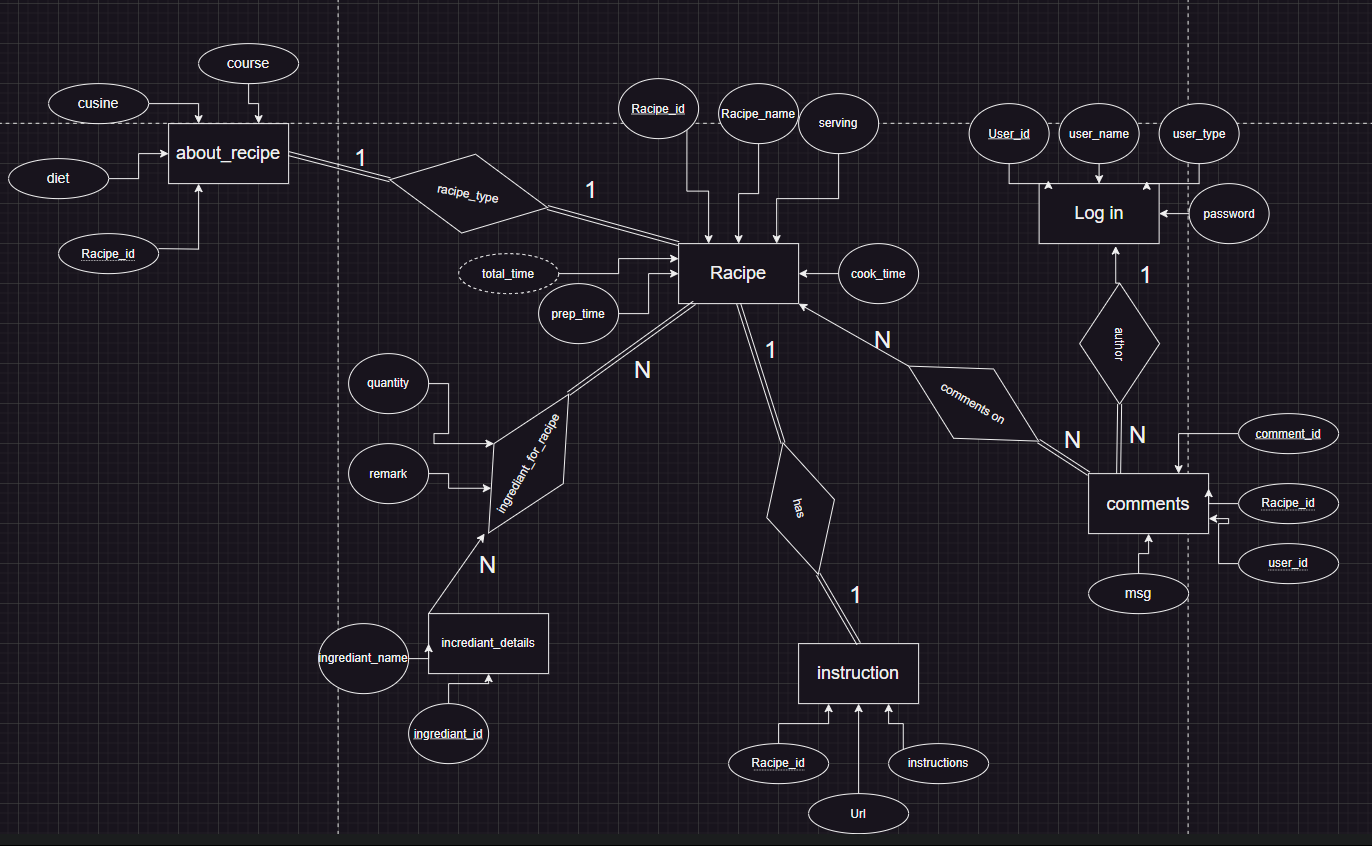 course
cusine
about_recipe
diet
Racipe_id
1
racipe_type
1
Racipe_id
Racipe_name
serving
User_id
user_name
user_type
Log in
password
total_time
Racipe
cook_time
prep_time
1
author
N
N
1
N
comments on
N
quantity
remark
ingrediant_for_racipe
N
has
comment_id
comments
Racipe_id
user_id
msg
1
incrediant_details
ingrediant_name
ingrediant_id
instruction
Racipe_id
instructions
Url